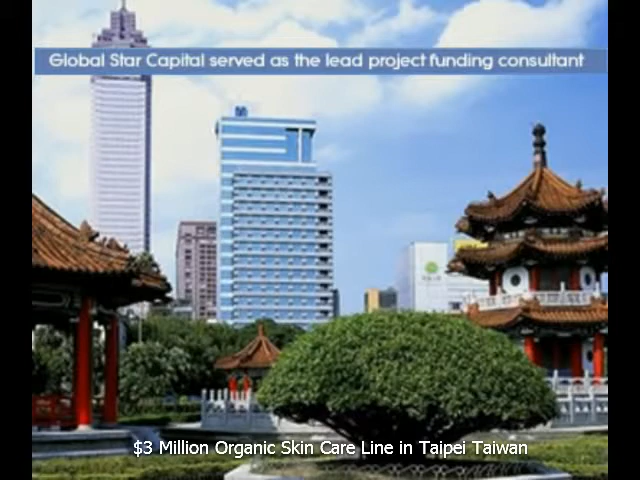 Global Star Capital served as the lead project funding consultant
$3 Million Organic Skin Care Line in Taipei Taiwan